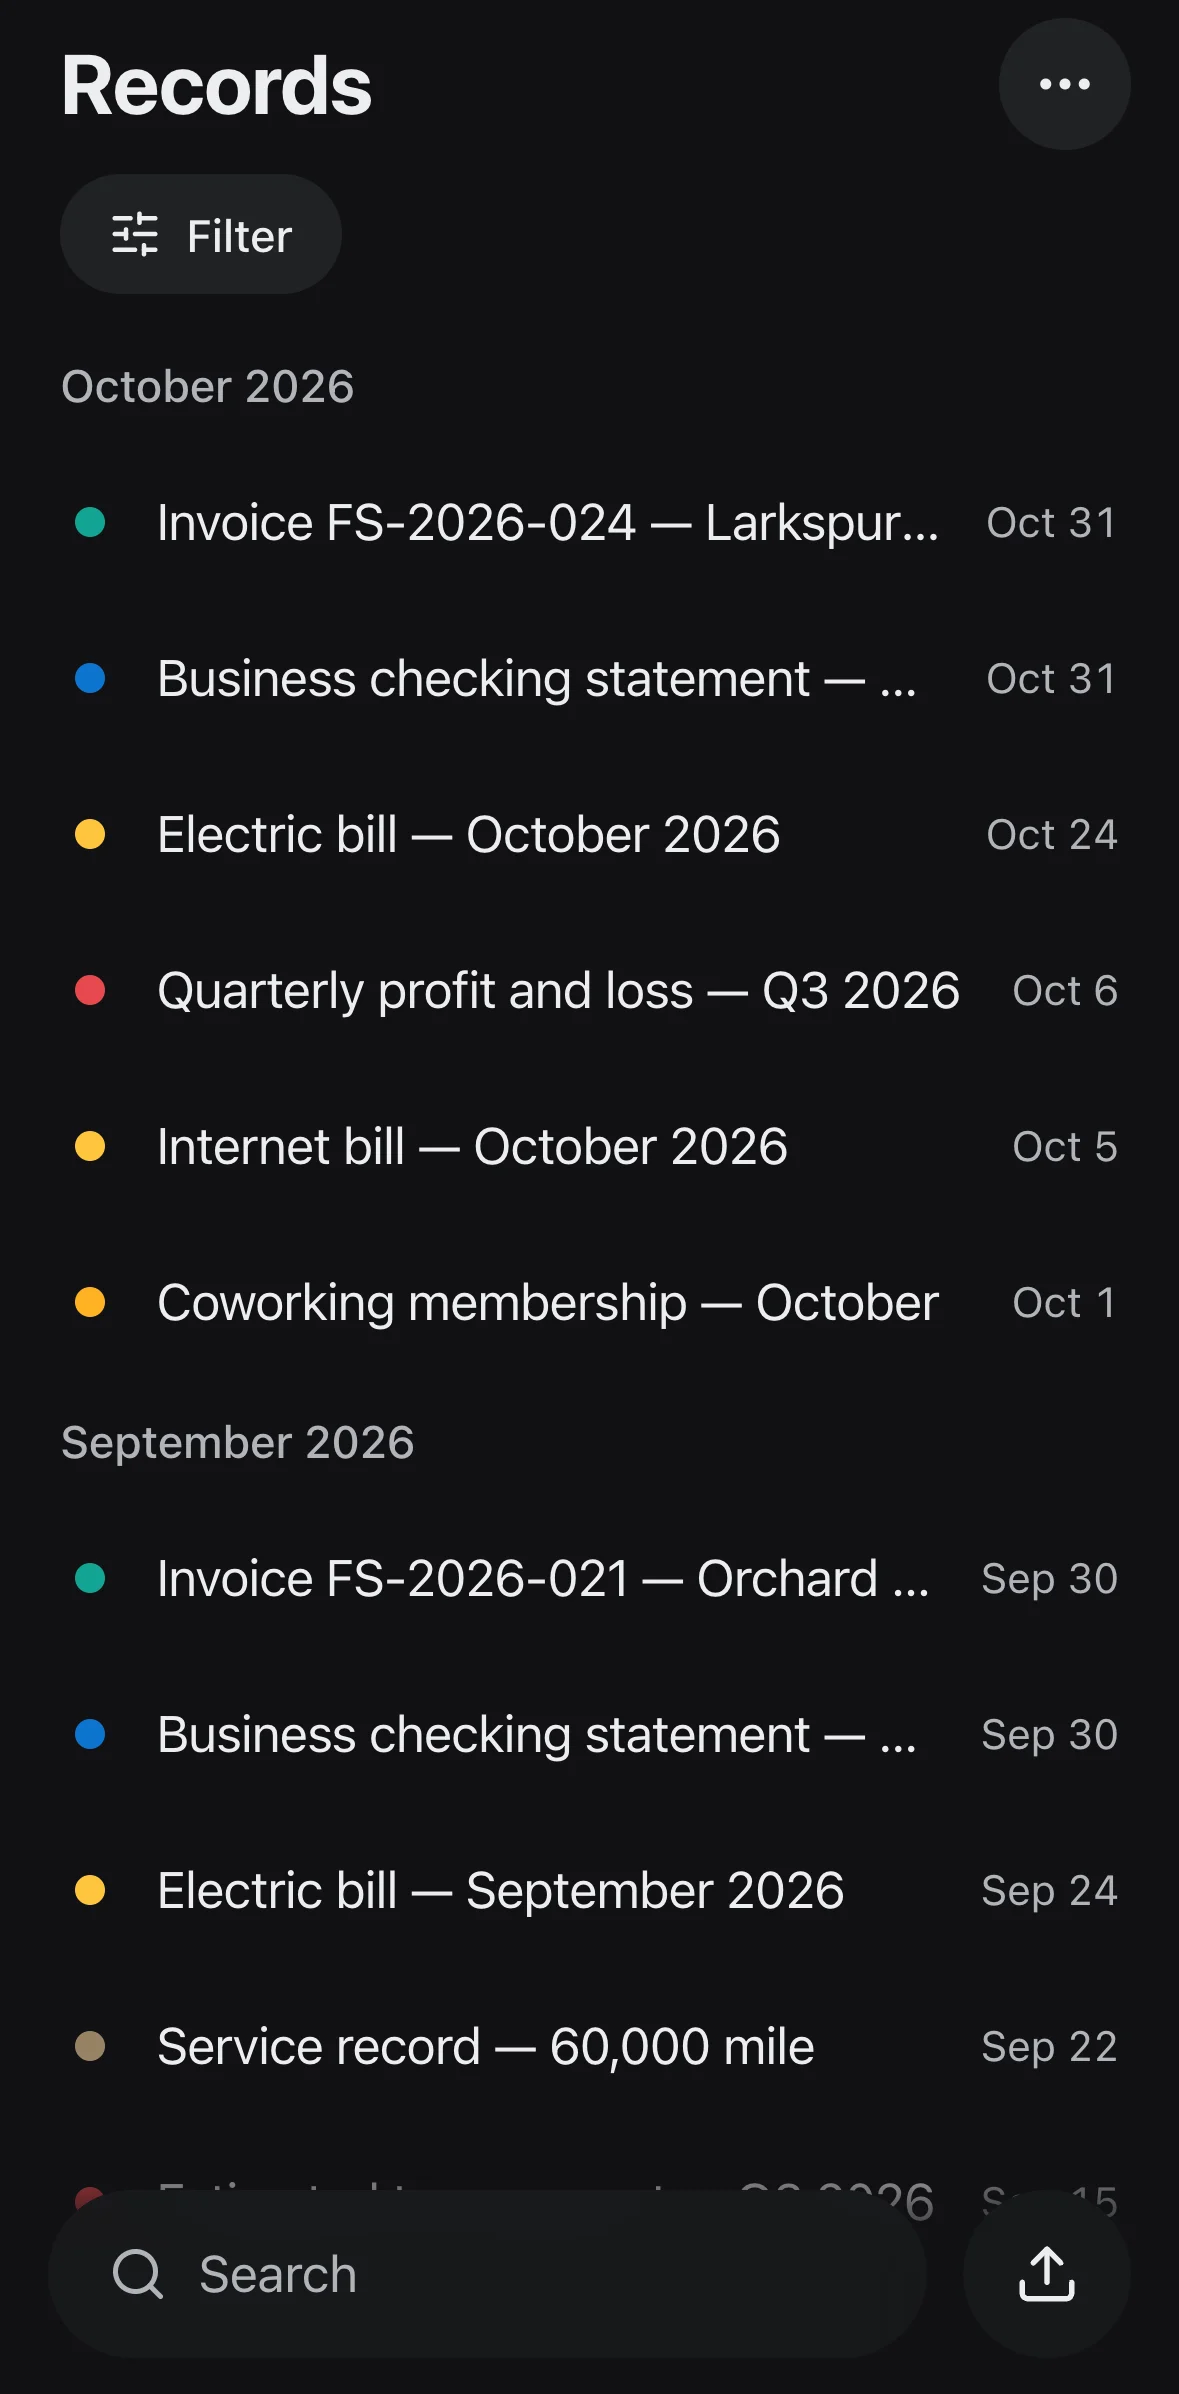 Records
Filter
October 2026
Invoice FS-2026-024 — Larkspur... Oct 31
Business checking statement — ... Oct 31
Electric bill — October 2026 Oct 24
Quarterly profit and loss — Q3 2026 Oct 6
Internet bill — October 2026 Oct 5
Coworking membership — October Oct 1
September 2026
Invoice FS-2026-021 — Orchard ... Sep 30
Business checking statement — ... Sep 30
Electric bill — September 2026 Sep 24
Service record — 60,000 mile Sep 22
2026 15
Search